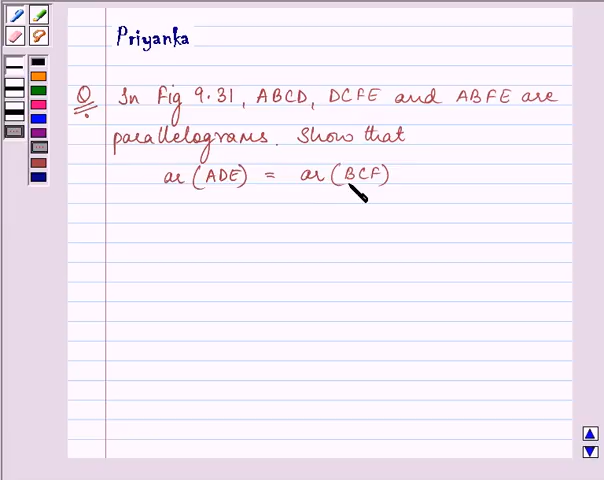 Priyanka
Q In Fig 9.31, ABCD, DCFE and ABFE are
parallelograms. Show that
ar (ADE) = ar (BCF)